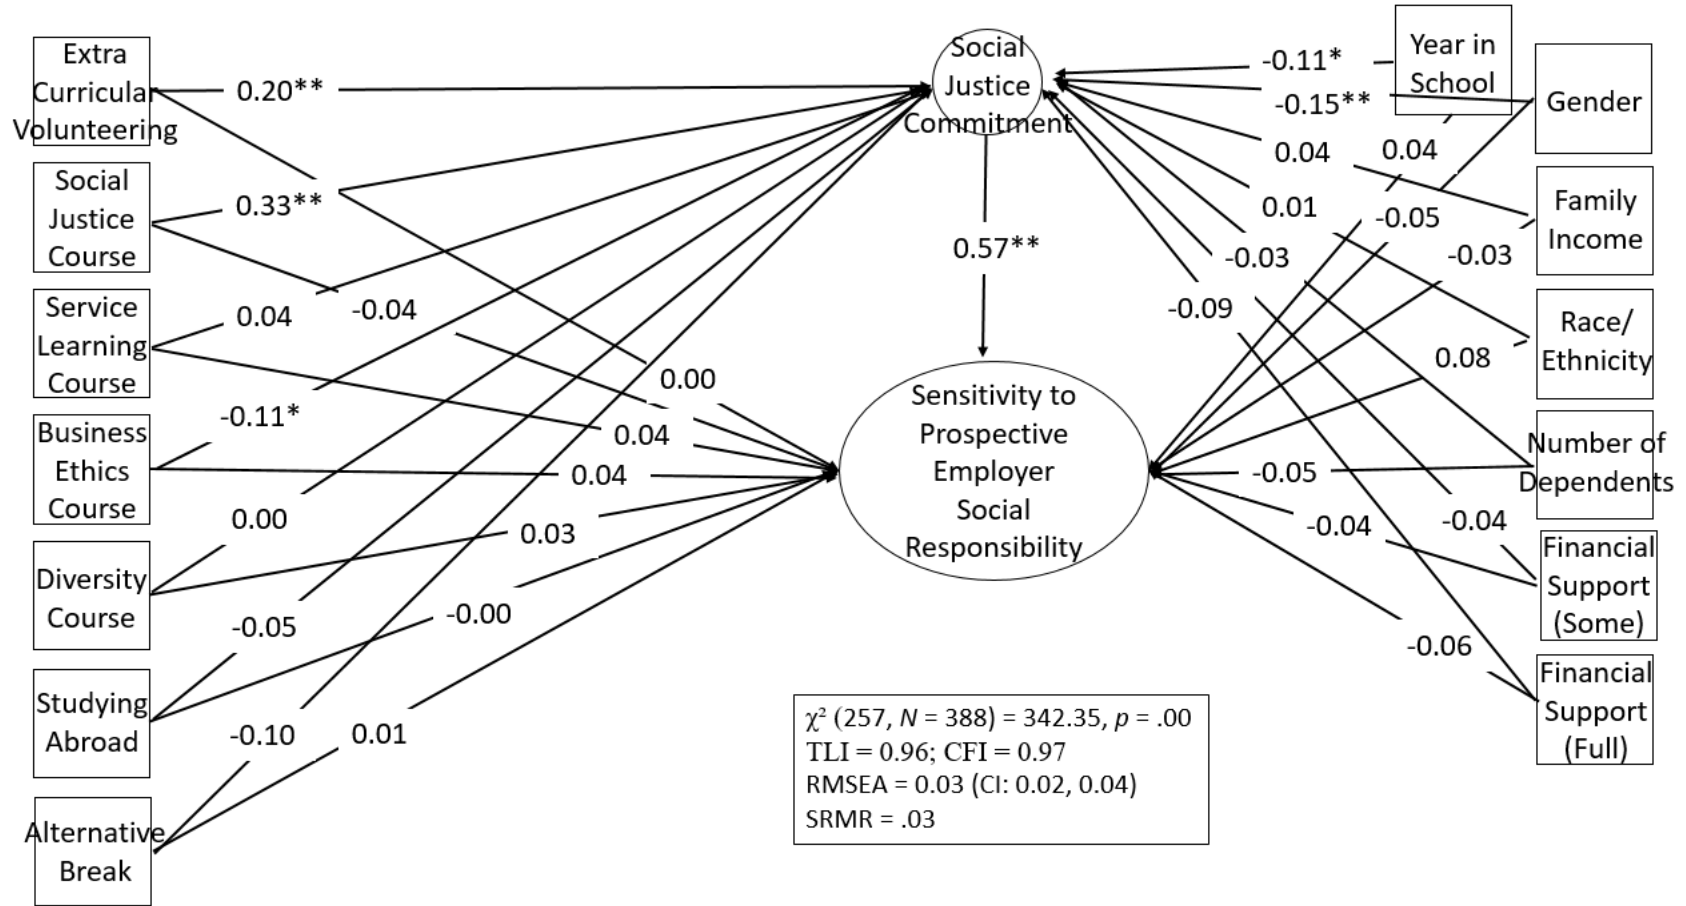 Extra
Curricular
Volunteering
Social
Justice
Course
Service
Learning
Course
Business
Ethics
Course
Diversity
Course
Studying
Abroad
Alternative
Break
0.20**
0.33**
0.04
-0.04
-0.11*
0.00
-0.05
-0.10
0.01
0.00
0.04
0.04
0.03
-0.00
Social
Justice
Commitment
0.57**
Sensitivity to
Prospective
Employer
Social
Responsibility
χ² (257, N = 388) = 342.35, p = .00
TLI = 0.96; CFI = 0.97
RMSEA = 0.03 (CI: 0.02, 0.04)
SRMR = .03
-0.11*
-0.15**
0.04
0.04
0.01
-0.05
-0.03
-0.03
-0.09
0.08
-0.05
-0.04
-0.04
-0.06
Year in
School
Gender
Family
Income
Race/
Ethnicity
Number of
Dependents
Financial
Support
(Some)
Financial
Support
(Full)